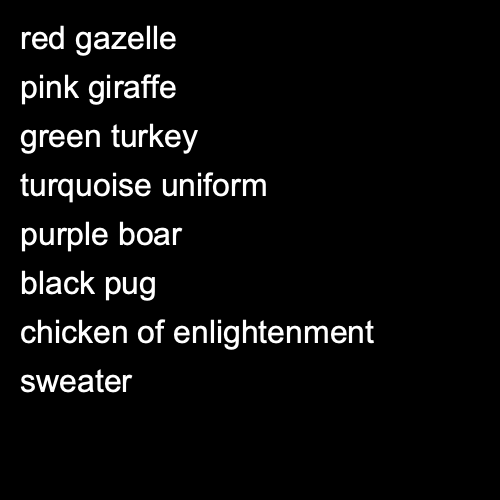 red gazelle
pink giraffe
green turkey
turquoise uniform
purple boar
black pug
chicken of enlightenment
sweater